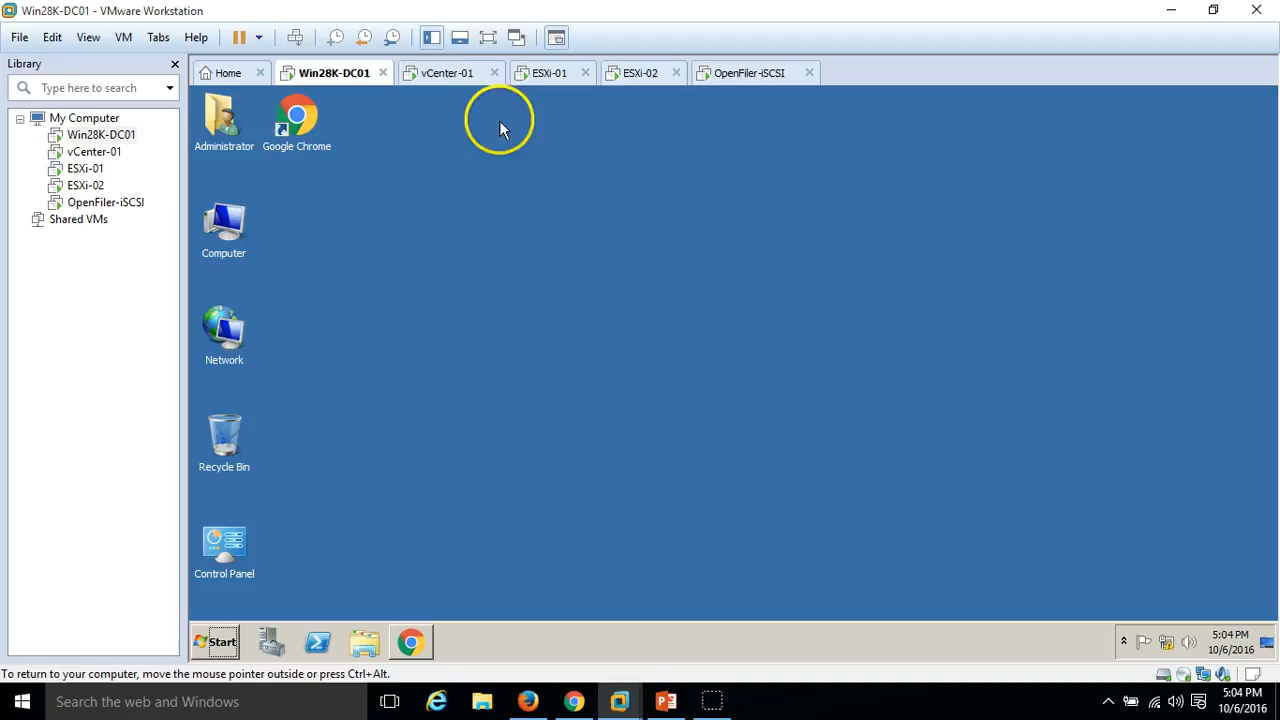 Win28K-DC01 - VMware Workstation
File Edit View VM Tabs Help
Library
Type here to search
My Computer
Win28K-DC01
vCenter-01
ESXi-01
ESXi-02
OpenFiler-iSCSI
Shared VMs
Home Win28K-DC01 vCenter-01 ESXi-01 ESXi-02 OpenFiler-iSCSI
Administrator Google Chrome
Computer
Network
Recycle Bin
Control Panel
Start
5:04 PM
10/6/2016
To return to your computer, move the mouse pointer outside or press Ctrl+Alt.
Search the web and Windows
5:04 PM
10/6/2016